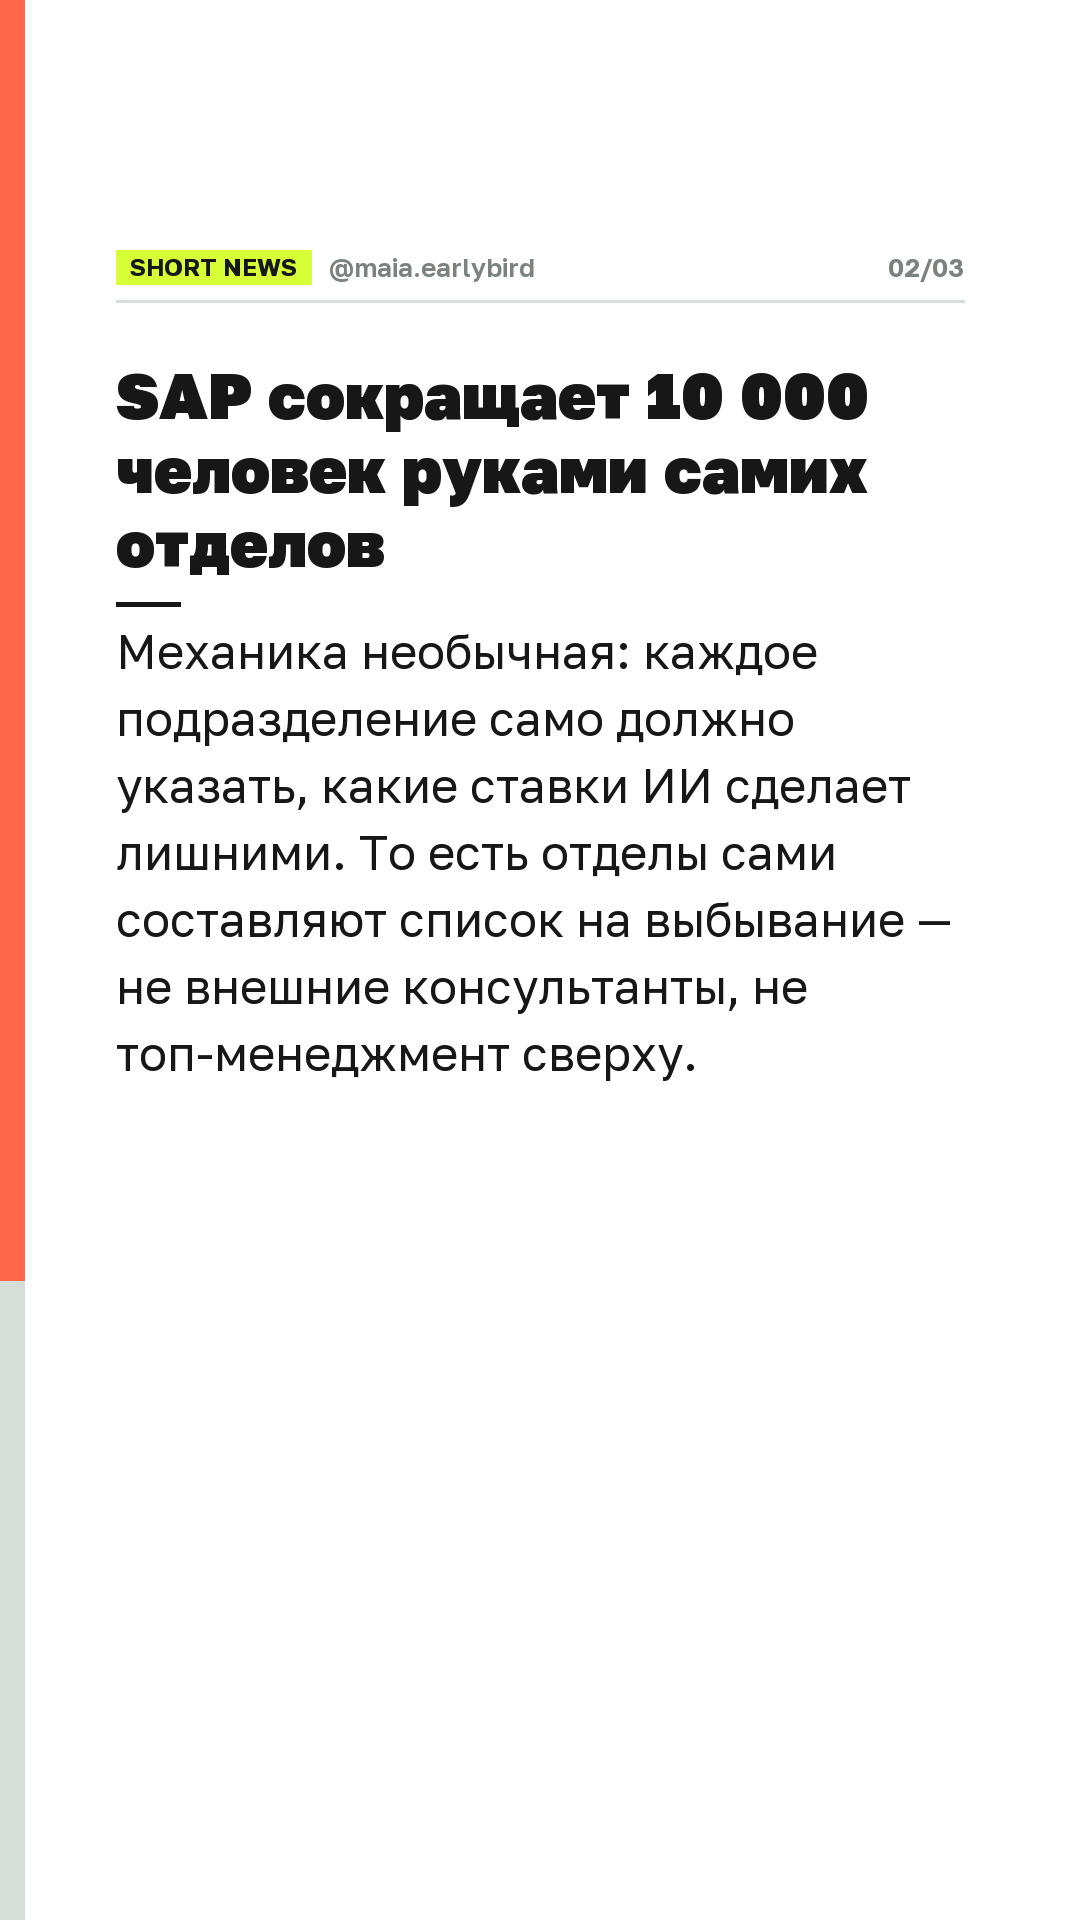 SHORT NEWS @maia.earlybird 02/03
SAP сокращает 10 000
человек руками самих
отделов
Механика необычная: каждое
подразделение само должно
указать, какие ставки ИИ сделает
лишними. То есть отделы сами
составляют список на выбывание —
не внешние консультанты, не
топ-менеджмент сверху.